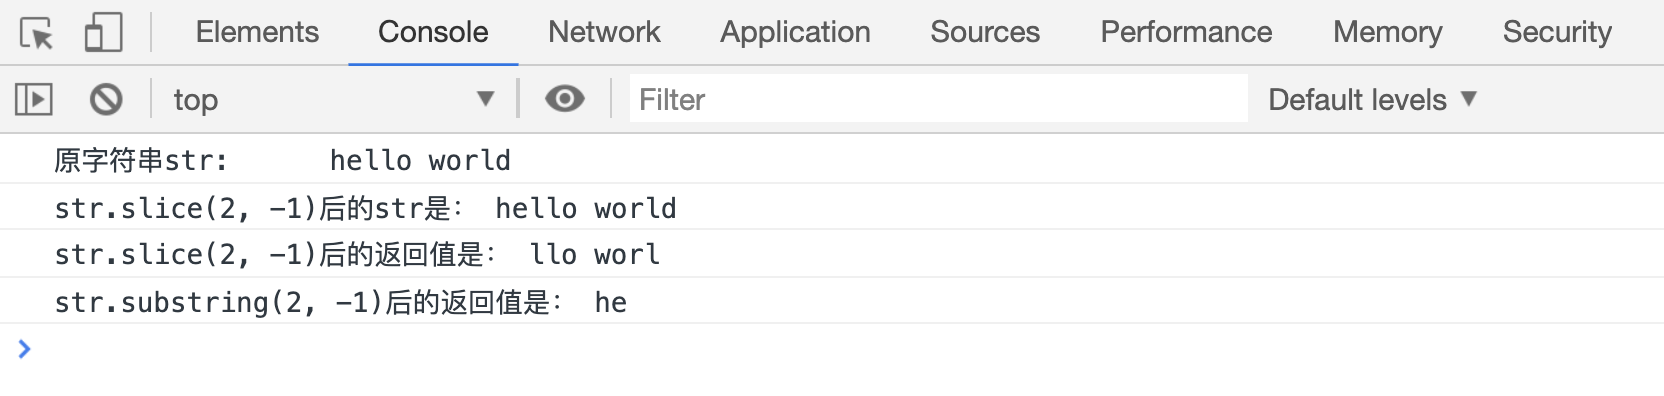 Elements Console Network Application Sources Performance Memory Security
top Filter Default levels
原字符串str: hello world
str.slice(2, -1)后的str是: hello world
str.slice(2, -1)后的返回值是: llo worl
str.substring(2, -1)后的返回值是: he